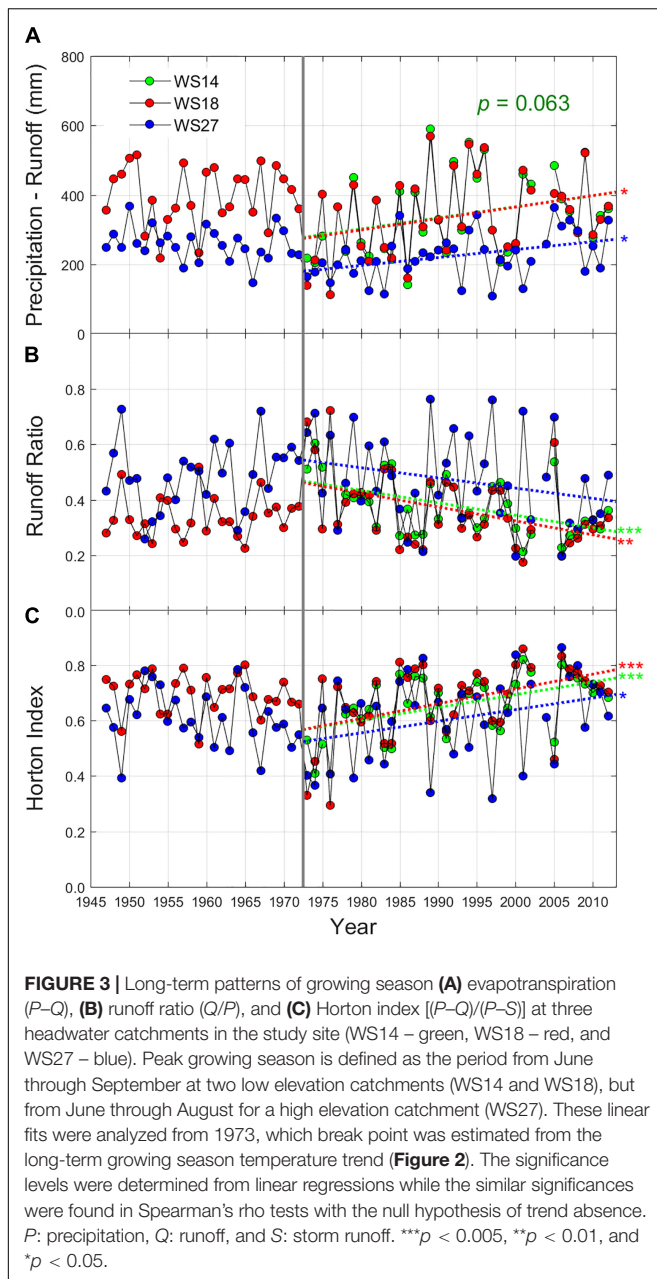 A
Precipitation - Runoff (mm)
800
600
400
200
0
WS14
WS18
WS27
p = 0.063
*
*
B
Runoff Ratio
0.8
0.6
0.4
0.2
0.0
***
**
C
Horton Index
0.8
0.6
0.4
0.2
0.0
***
***
*
1945 1950 1955 1960 1965 1970 1975 1980 1985 1990 1995 2000 2005 2010
Year
FIGURE 3 | Long-term patterns of growing season (A) evapotranspiration
(P–Q), (B) runoff ratio (Q/P), and (C) Horton index [(P–Q)/(P–S)] at three
headwater catchments in the study site (WS14 – green, WS18 – red, and
WS27 – blue). Peak growing season is defined as the period from June
through September at two low elevation catchments (WS14 and WS18), but
from June through August for a high elevation catchment (WS27). These linear
fits were analyzed from 1973, which break point was estimated from the
long-term growing season temperature trend (Figure 2). The significance
levels were determined from linear regressions while the similar significances
were found in Spearman's rho tests with the null hypothesis of trend absence.
P: precipitation, Q: runoff, and S: storm runoff. ***p < 0.005, **p < 0.01, and
*p < 0.05.